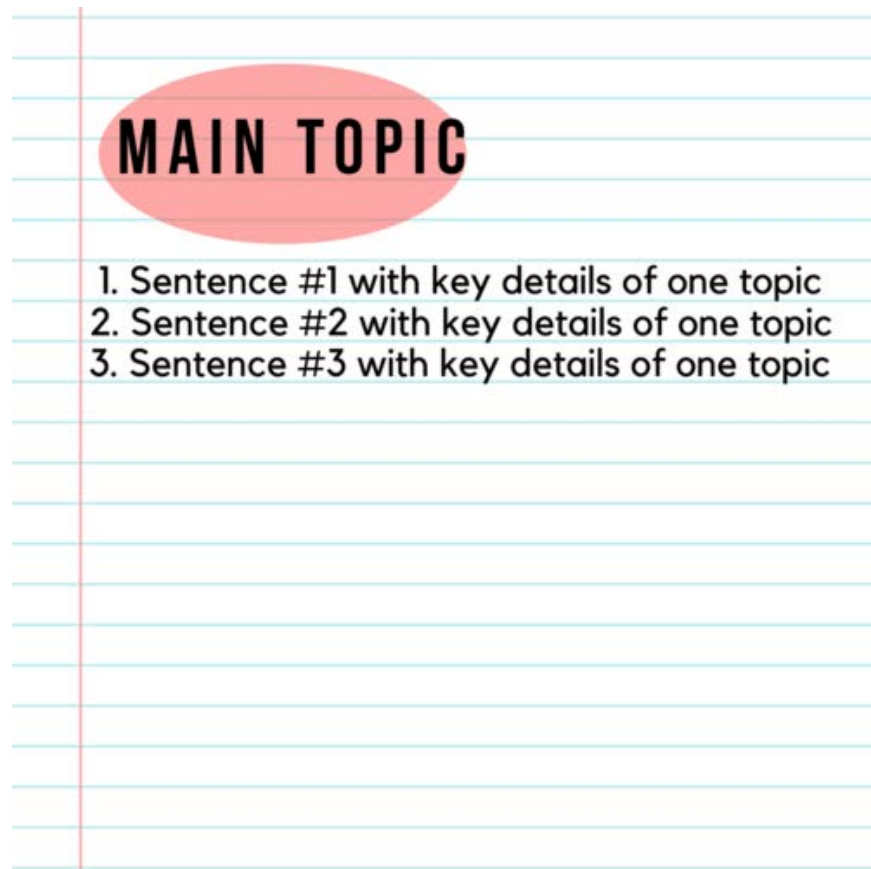 MAIN TOPIC
1. Sentence #1 with key details of one topic
2. Sentence #2 with key details of one topic
3. Sentence #3 with key details of one topic